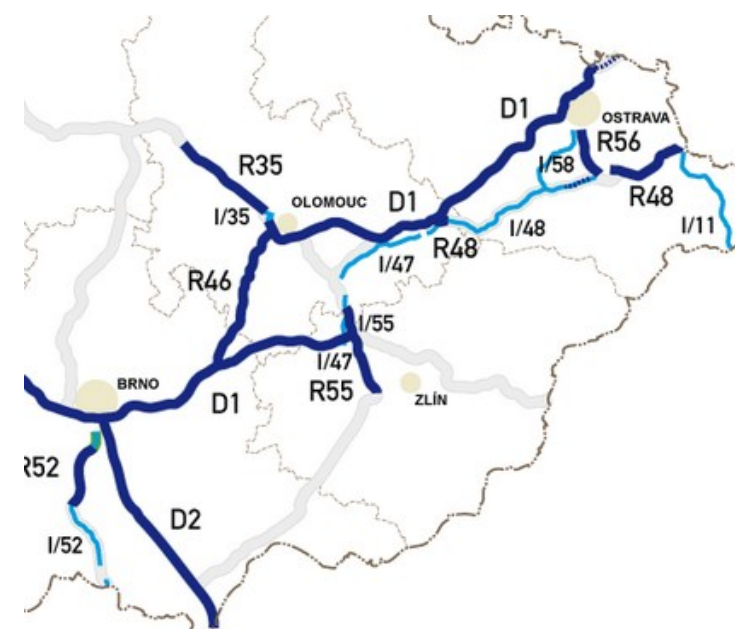 D1
OSTRAVA
R56
R35
I/58
OLOMOUC
R48
I/35
D1
I/48
I/11
R48
I/47
R46
I/55
I/47
R55
BRNO
D1
ZLÍN
R52
D2
I/52